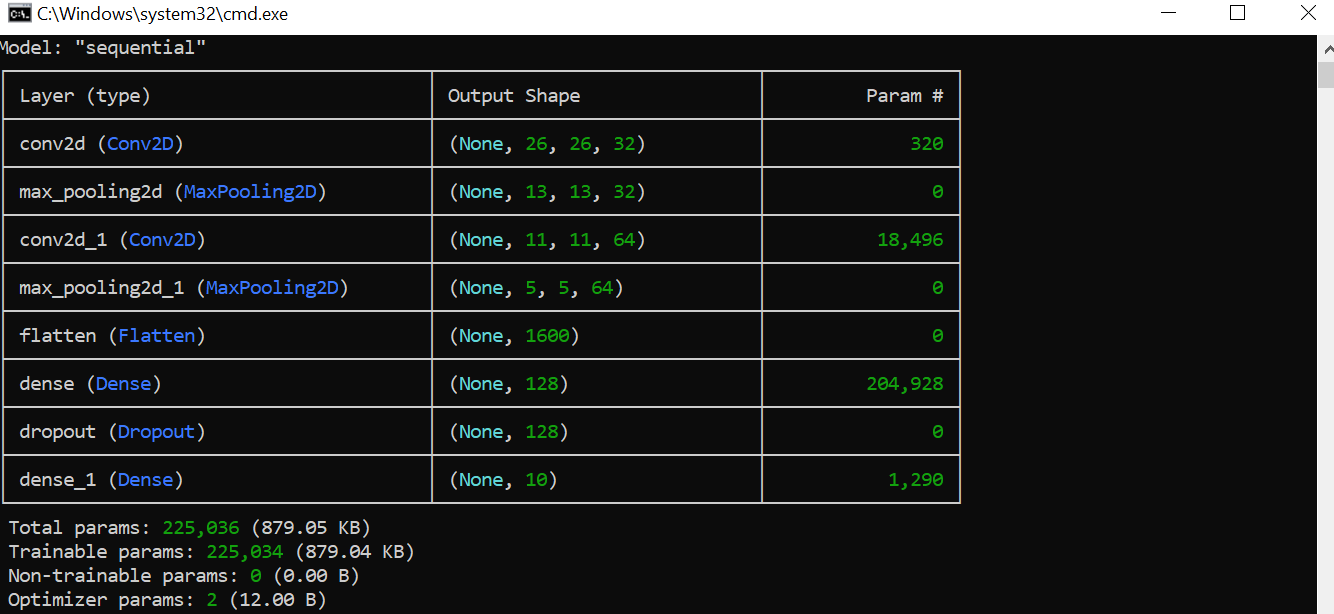 C:\Windows\system32\cmd.exe
Model: "sequential"
Layer (type) Output Shape Param #
conv2d (Conv2D) (None, 26, 26, 32) 320
max_pooling2d (MaxPooling2D) (None, 13, 13, 32) 0
conv2d_1 (Conv2D) (None, 11, 11, 64) 18,496
max_pooling2d_1 (MaxPooling2D) (None, 5, 5, 64) 0
flatten (Flatten) (None, 1600) 0
dense (Dense) (None, 128) 204,928
dropout (Dropout) (None, 128) 0
dense_1 (Dense) (None, 10) 1,290
Total params: 225,036 (879.05 KB)
Trainable params: 225,034 (879.04 KB)
Non-trainable params: 0 (0.00 B)
Optimizer params: 2 (12.00 B)